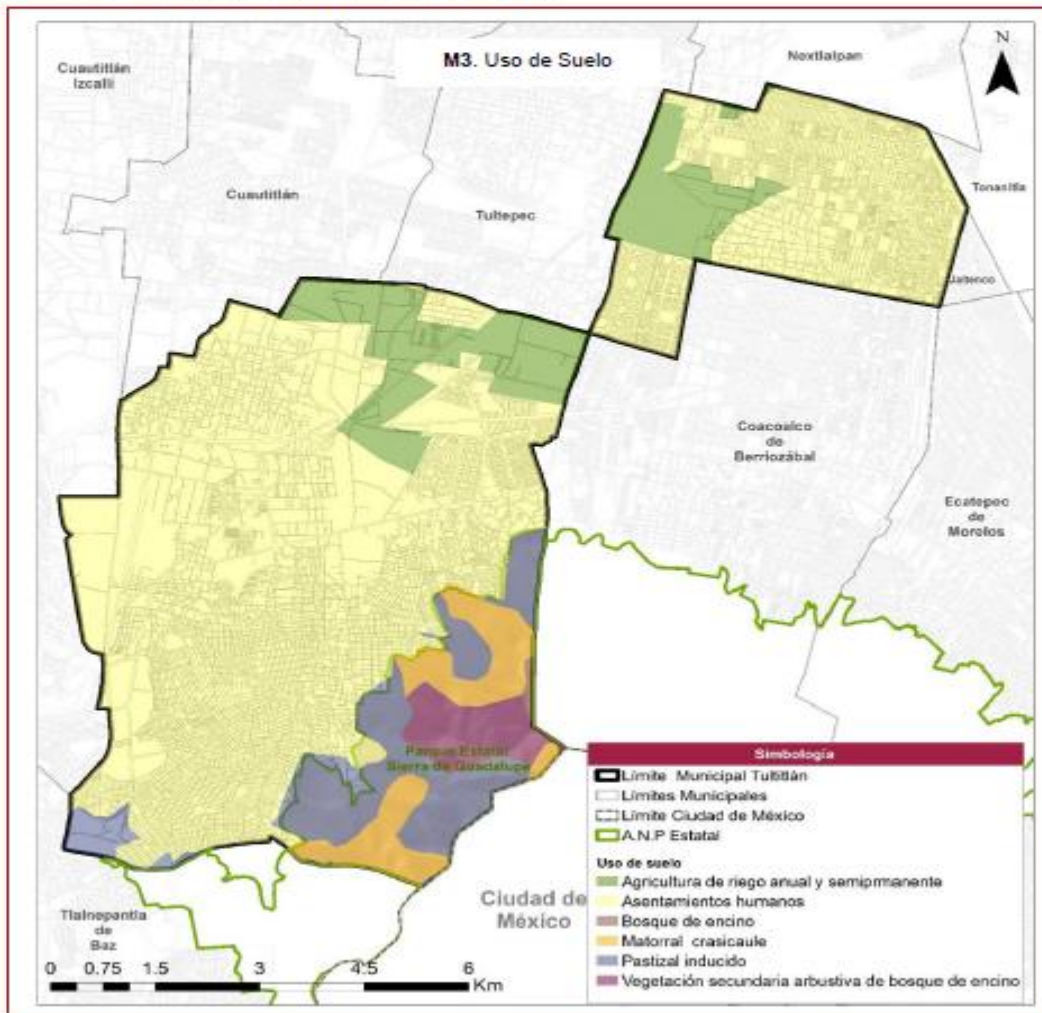 M3. Uso de Suelo
N
Cuautitlán
Izcalli
Nextlalpan
Cuautitlán
Tultepec
Tonanitla
Jaltenco
Coacoalco
de
Berriozábal
Ecatepec
de
Morelos
Parque Estatal
Sierra de Guadalupe
Ciudad de
México
Tlalnepantla
de
Baz
0 0.75 1.5 3 4.5 6
Km
Simbología
Límite Municipal Tultitlán
Límites Municipales
Límite Ciudad de México
A.N.P Estatal
Uso de suelo
Agricultura de riego anual y semiprmanente
Asentamientos humanos
Bosque de encino
Matorral crasicaule
Pastizal inducido
Vegetación secundaria arbustiva de bosque de encino